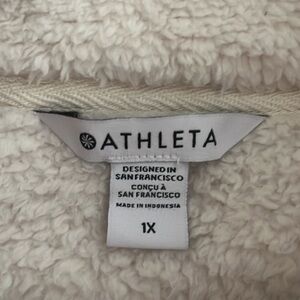 ATHLETA
DESIGNED IN
SAN FRANCISCO
CONÇU À
SAN FRANCISCO
MADE IN INDONESIA
1X